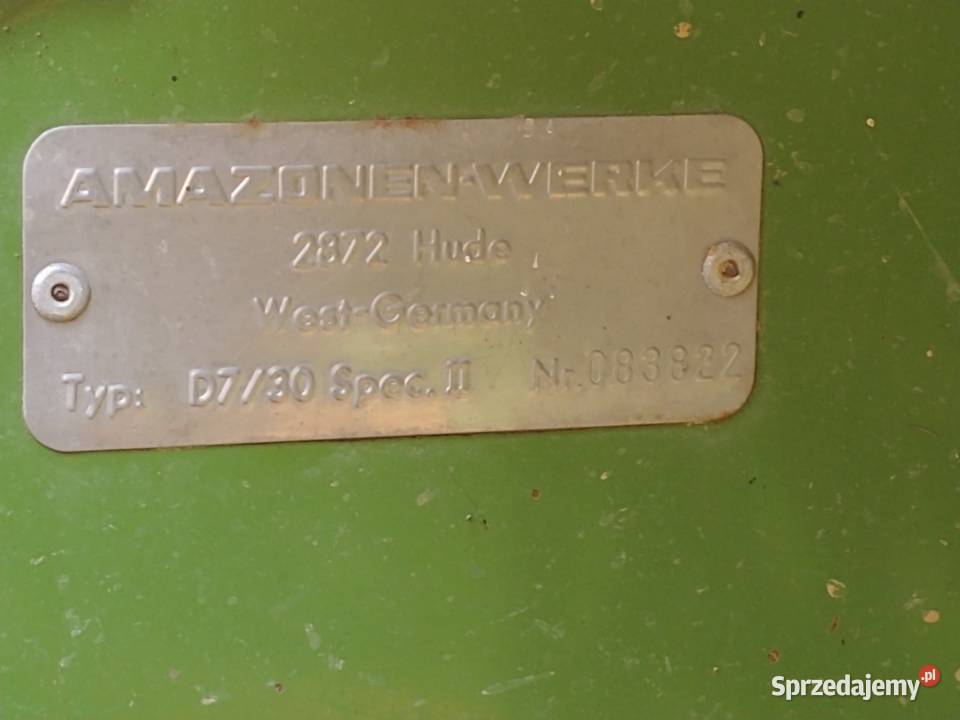 AMAZONEN-WERKE
2872 Hude
West-Germany
Typ: D7/30 Spec. II Nr. 083822
Sprzedajemy.pl